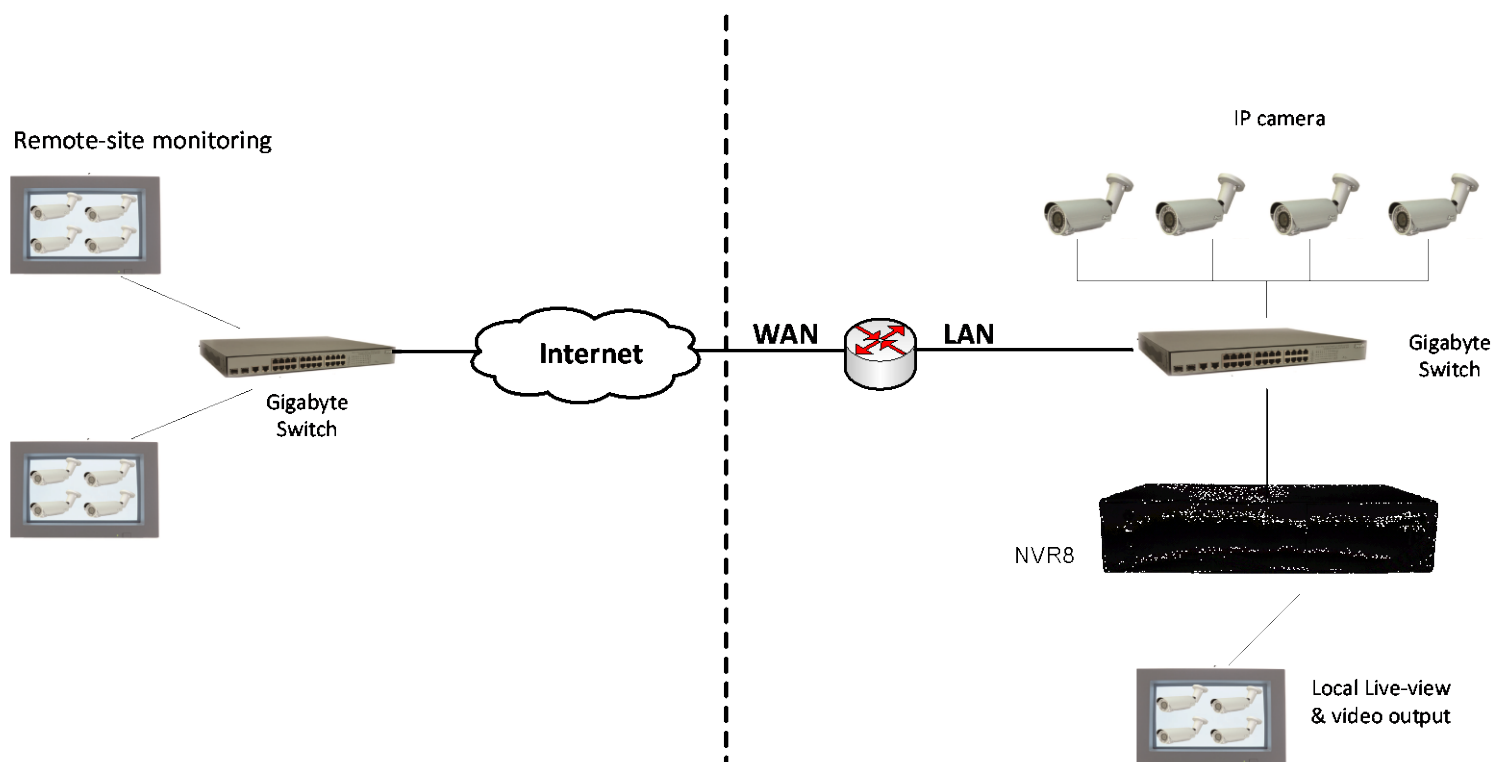 Remote-site monitoring
IP camera
WAN
LAN
Internet
Gigabyte
Switch
Gigabyte
Switch
NVR8
Local Live-view
& video output